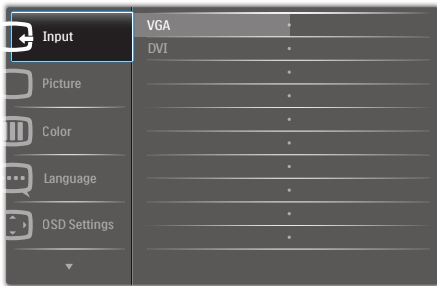 Input
VGA
DVI
Picture
Color
Language
OSD Settings